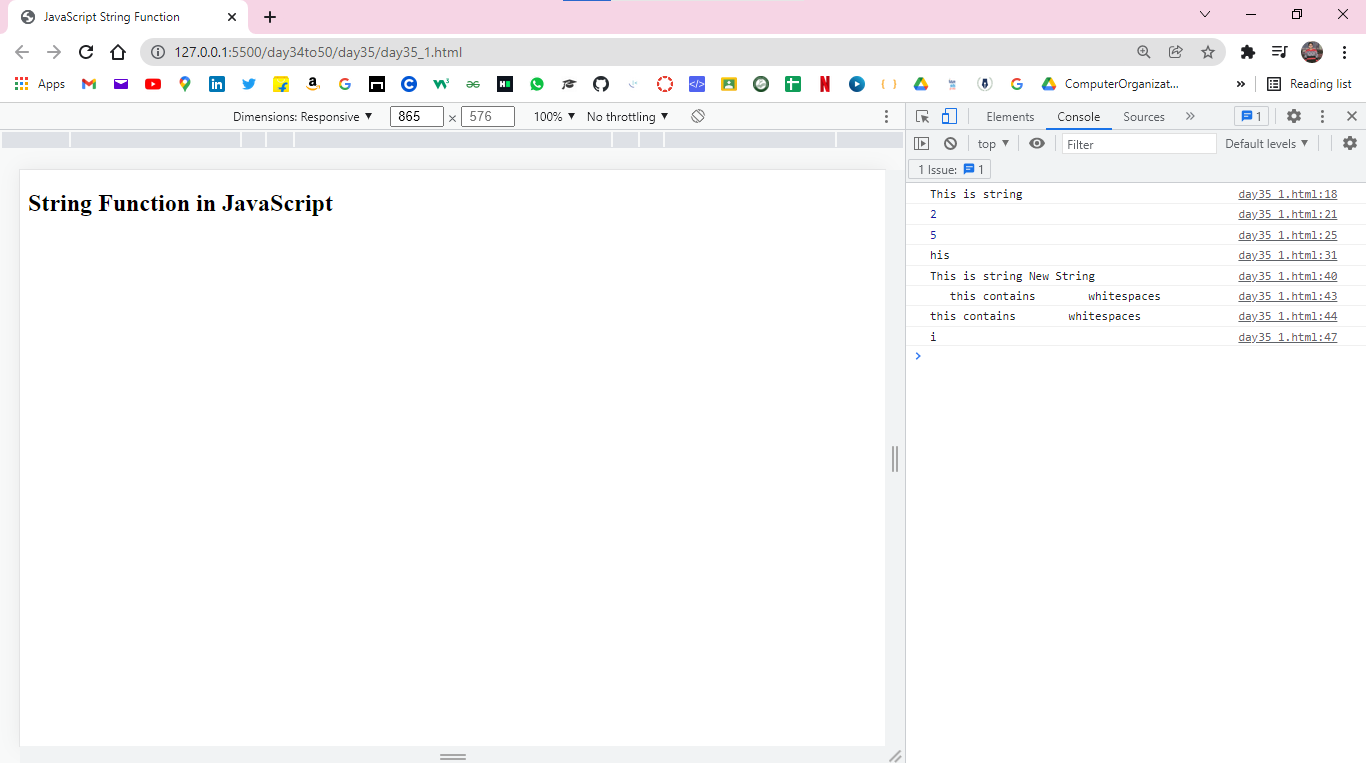 JavaScript String Function
127.0.0.1:5500/day34to50/day35/day35_1.html
Apps
ComputerOrganizat...
»
Reading list
Dimensions: Responsive ▼ 865 × 576 100% ▼ No throttling ▼
Elements Console Sources » 1
top ▼ Filter Default levels ▼
1 Issue: 1
String Function in JavaScript
This is string day35_1.html:18
2 day35_1.html:21
5 day35_1.html:25
his day35_1.html:31
This is string New String day35_1.html:40
this contains        whitespaces day35_1.html:43
this contains        whitespaces day35_1.html:44
i day35_1.html:47